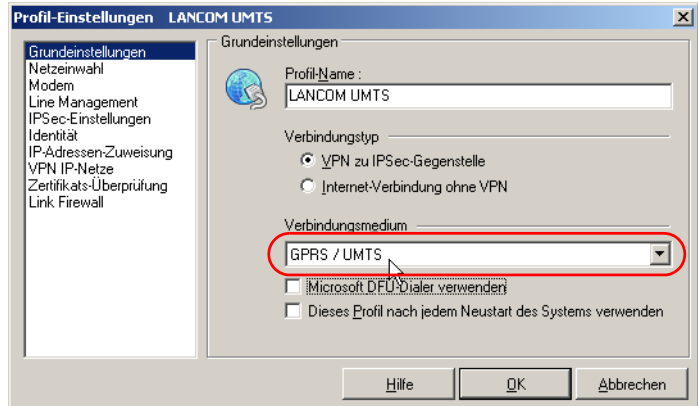 Profil-Einstellungen LANCOM UMTS
Grundeinstellungen
Netzeinwahl
Modem
Line Management
IPSec-Einstellungen
Identität
IP-Adressen-Zuweisung
VPN IP-Netze
Zertifikats-Überprüfung
Link Firewall
Grundeinstellungen
Profil-Name :
LANCOM UMTS
Verbindungstyp
VPN zu IPSec-Gegenstelle
Internet-Verbindung ohne VPN
Verbindungsmedium
GPRS / UMTS
Microsoft DFÜ-Dialer verwenden
Dieses Profil nach jedem Neustart des Systems verwenden
Hilfe
OK
Abbrechen